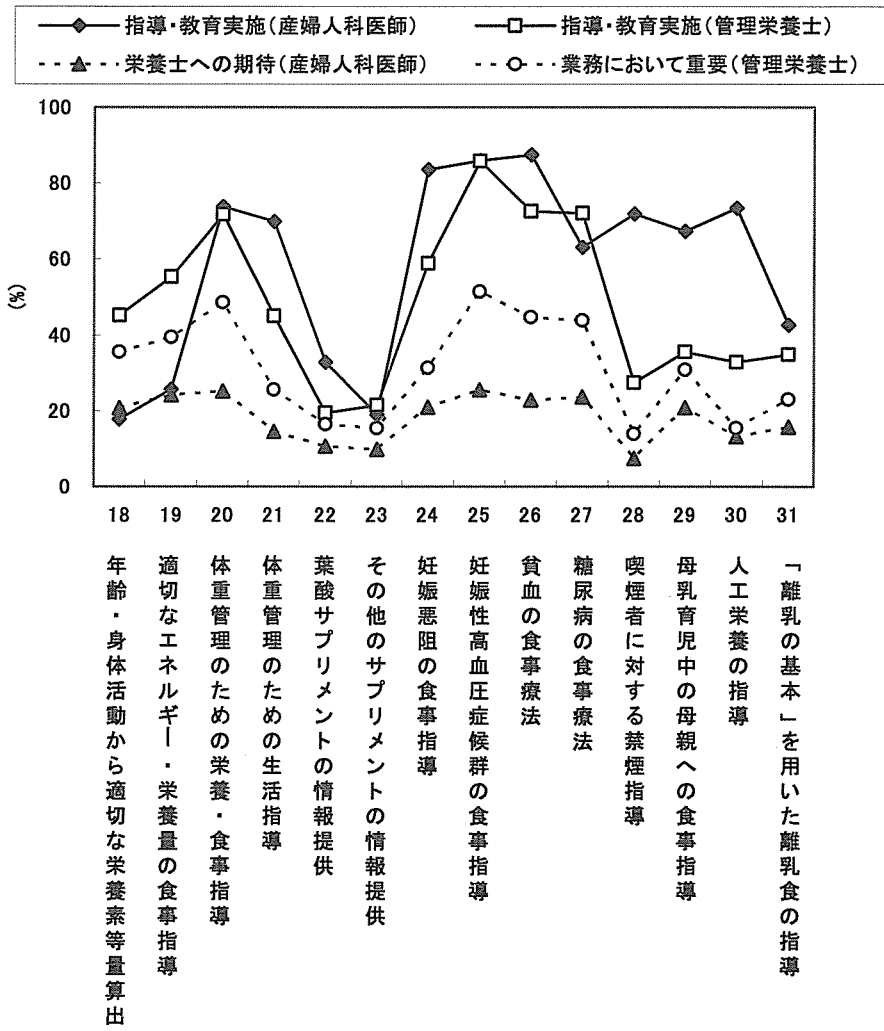 指導・教育実施(産婦人科医師)
指導・教育実施(管理栄養士)
栄養士への期待(産婦人科医師)
業務において重要(管理栄養士)
100
80
60
40
20
0
(%)
18 19 20 21 22 23 24 25 26 27 28 29 30 31
年齢・身体活動から適切な栄養素等量算出
適切なエネルギー・栄養量の食事指導
体重管理のための栄養・食事指導
体重管理のための生活指導
葉酸サプリメントの情報提供
その他のサプリメントの情報提供
妊娠悪阻の食事指導
妊娠性高血圧症候群の食事指導
貧血の食事療法
糖尿病の食事療法
喫煙者に対する禁煙指導
母乳育児中の母親への食事指導
人工栄養の指導
「離乳の基本」を用いた離乳食の指導